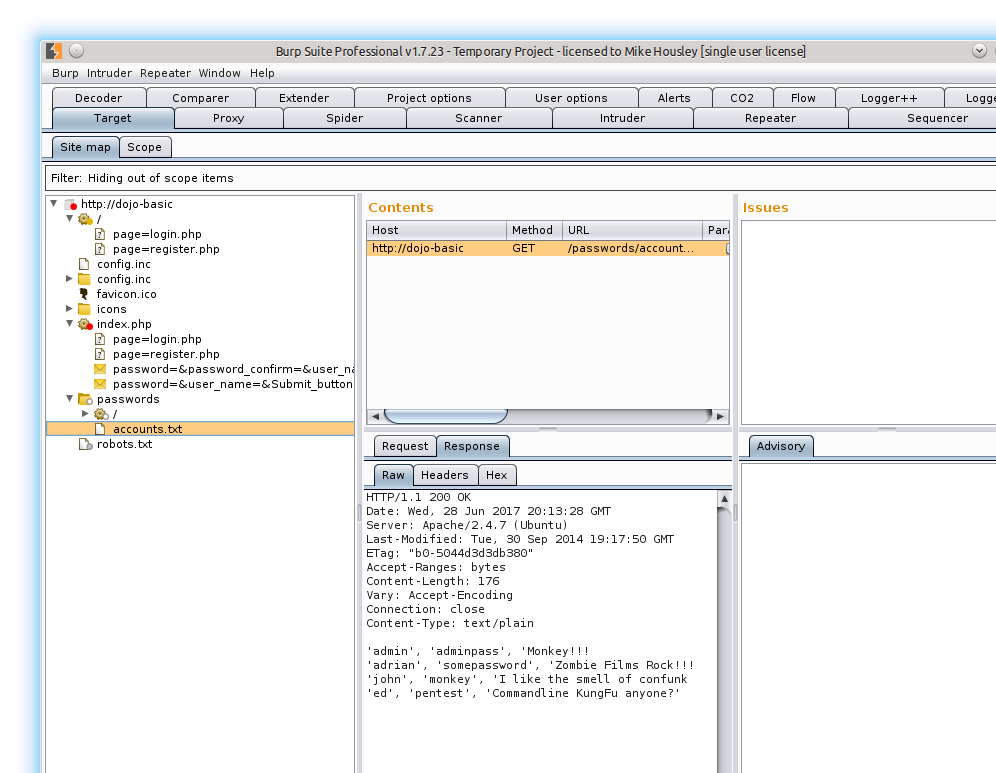 Burp Suite Professional v1.7.23 - Temporary Project - licensed to Mike Housley [single user license]
Burp Intruder Repeater Window Help
Decoder Comparer Extender Project options User options Alerts CO2 Flow Logger++ Logg
Target Proxy Spider Scanner Intruder Repeater Sequencer
Site map Scope
Filter: Hiding out of scope items
http://dojo-basic
/
page=login.php
page=register.php
config.inc
config.inc
favicon.ico
icons
index.php
page=login.php
page=register.php
password=&password_confirm=&user_na
password=&user_name=&Submit_button
passwords
/
accounts.txt
robots.txt
Contents
Host Method URL Para
http://dojo-basic GET /passwords/account...
Request Response
Raw Headers Hex
HTTP/1.1 200 OK
Date: Wed, 28 Jun 2017 20:13:28 GMT
Server: Apache/2.4.7 (Ubuntu)
Last-Modified: Tue, 30 Sep 2014 19:17:50 GMT
ETag: "b0-5044d3d3db380"
Accept-Ranges: bytes
Content-Length: 176
Vary: Accept-Encoding
Connection: close
Content-Type: text/plain
'admin', 'adminpass', 'Monkey!!!
'adrian', 'somepassword', 'Zombie Films Rock!!!
'john', 'monkey', 'I like the smell of confunk
'ed', 'pentest', 'Commandline KungFu anyone?'
Issues
Advisory